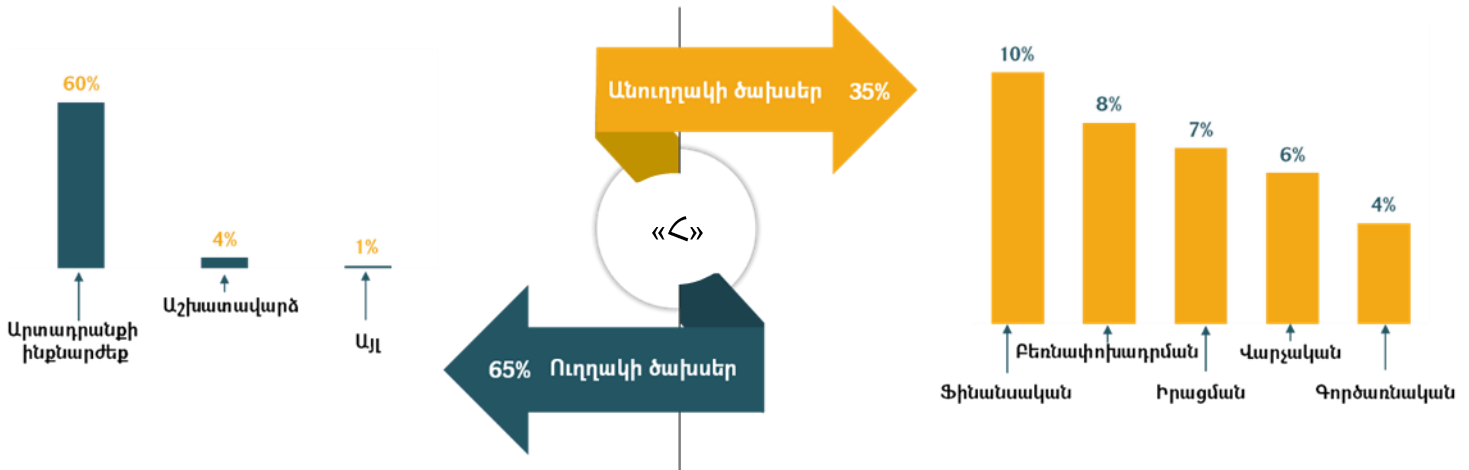 60%
4%
1%
Աշխատավարձ
Արտադրանքի
ինքնարժեք
Այլ
Անուղղակի ծախսեր 35%
«Հ»
65% Ուղղակի ծախսեր
10%
8%
7%
6%
4%
Բեռնափոխադրման
Վարչական
Ֆինանսական
Իրացման
Գործառնական